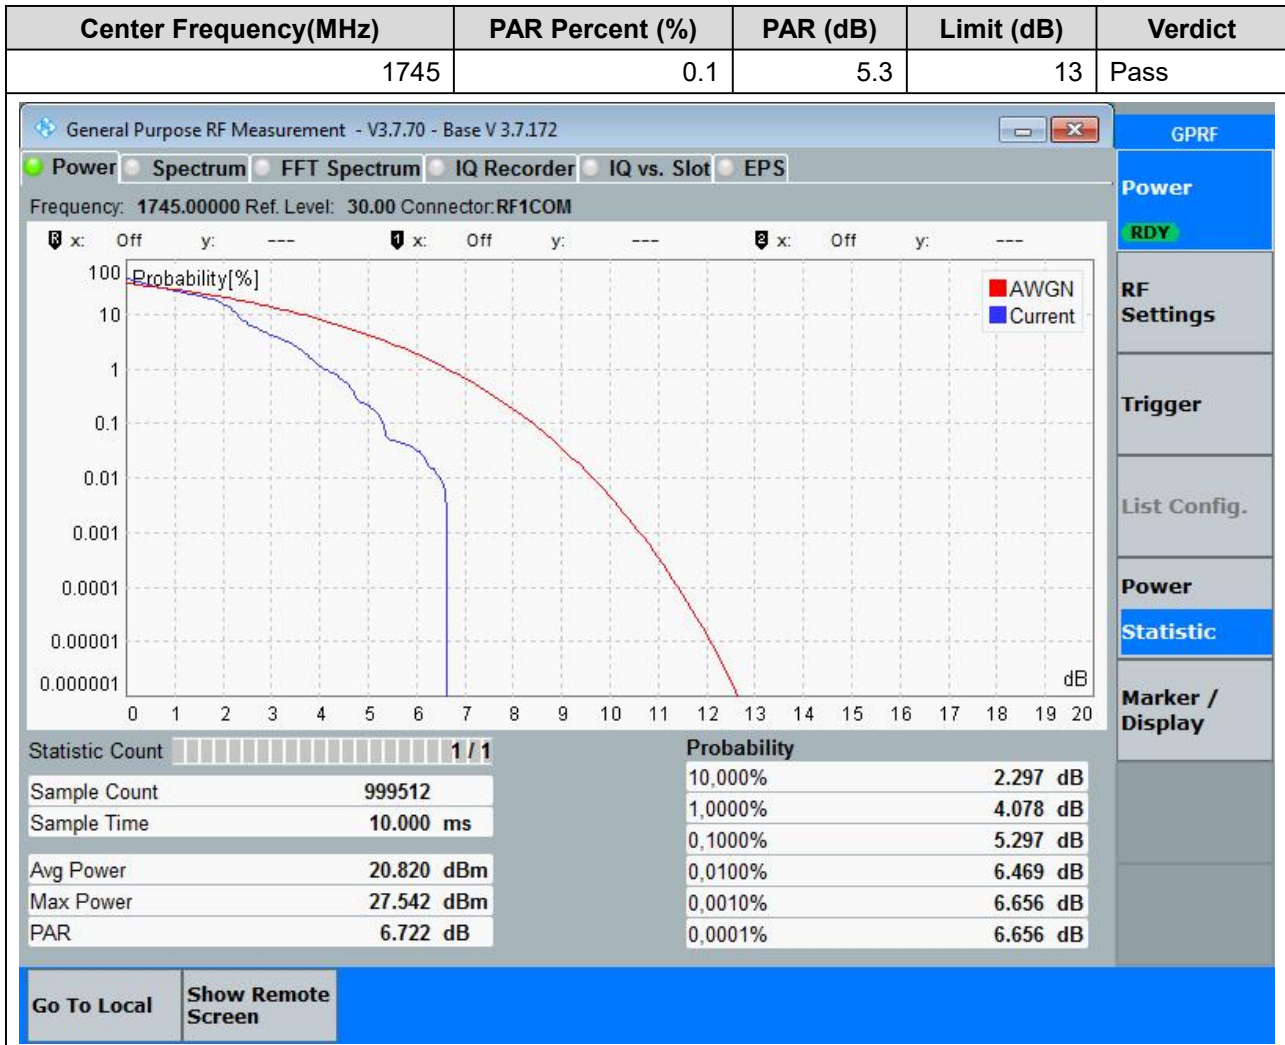 Center Frequency(MHz) PAR Percent (%) PAR (dB) Limit (dB) Verdict
1745 0.1 5.3 13 Pass
General Purpose RF Measurement - V3.7.70 - Base V 3.7.172
GPRF
Power Spectrum FFT Spectrum IQ Recorder IQ vs. Slot EPS
Power
RDY
Frequency: 1745.00000 Ref. Level: 30.00 Connector:RF1COM
R x: Off y: --- 1 x: Off y: --- 2 x: Off y: ---
Probability[%]
AWGN
Current
100
10
1
0.1
0.01
0.001
0.0001
0.00001
0.000001
dB
0 1 2 3 4 5 6 7 8 9 10 11 12 13 14 15 16 17 18 19 20
RF
Settings
Trigger
List Config.
Power
Statistic
Marker /
Display
Statistic Count 1 / 1
Sample Count 999512
Sample Time 10.000 ms
Avg Power 20.820 dBm
Max Power 27.542 dBm
PAR 6.722 dB
Probability
10,000% 2.297 dB
1,0000% 4.078 dB
0,1000% 5.297 dB
0,0100% 6.469 dB
0,0010% 6.656 dB
0,0001% 6.656 dB
Go To Local
Show Remote
Screen